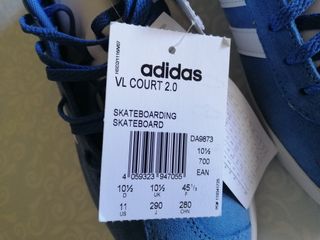 adidas
VL COURT 2.0
SKATEBOARDING
SKATEBOARD
DA9873
10½
700
EAN
4 059323 947055
10½ 10½ 45⅓
D UK F
11 290 280
US J CHN